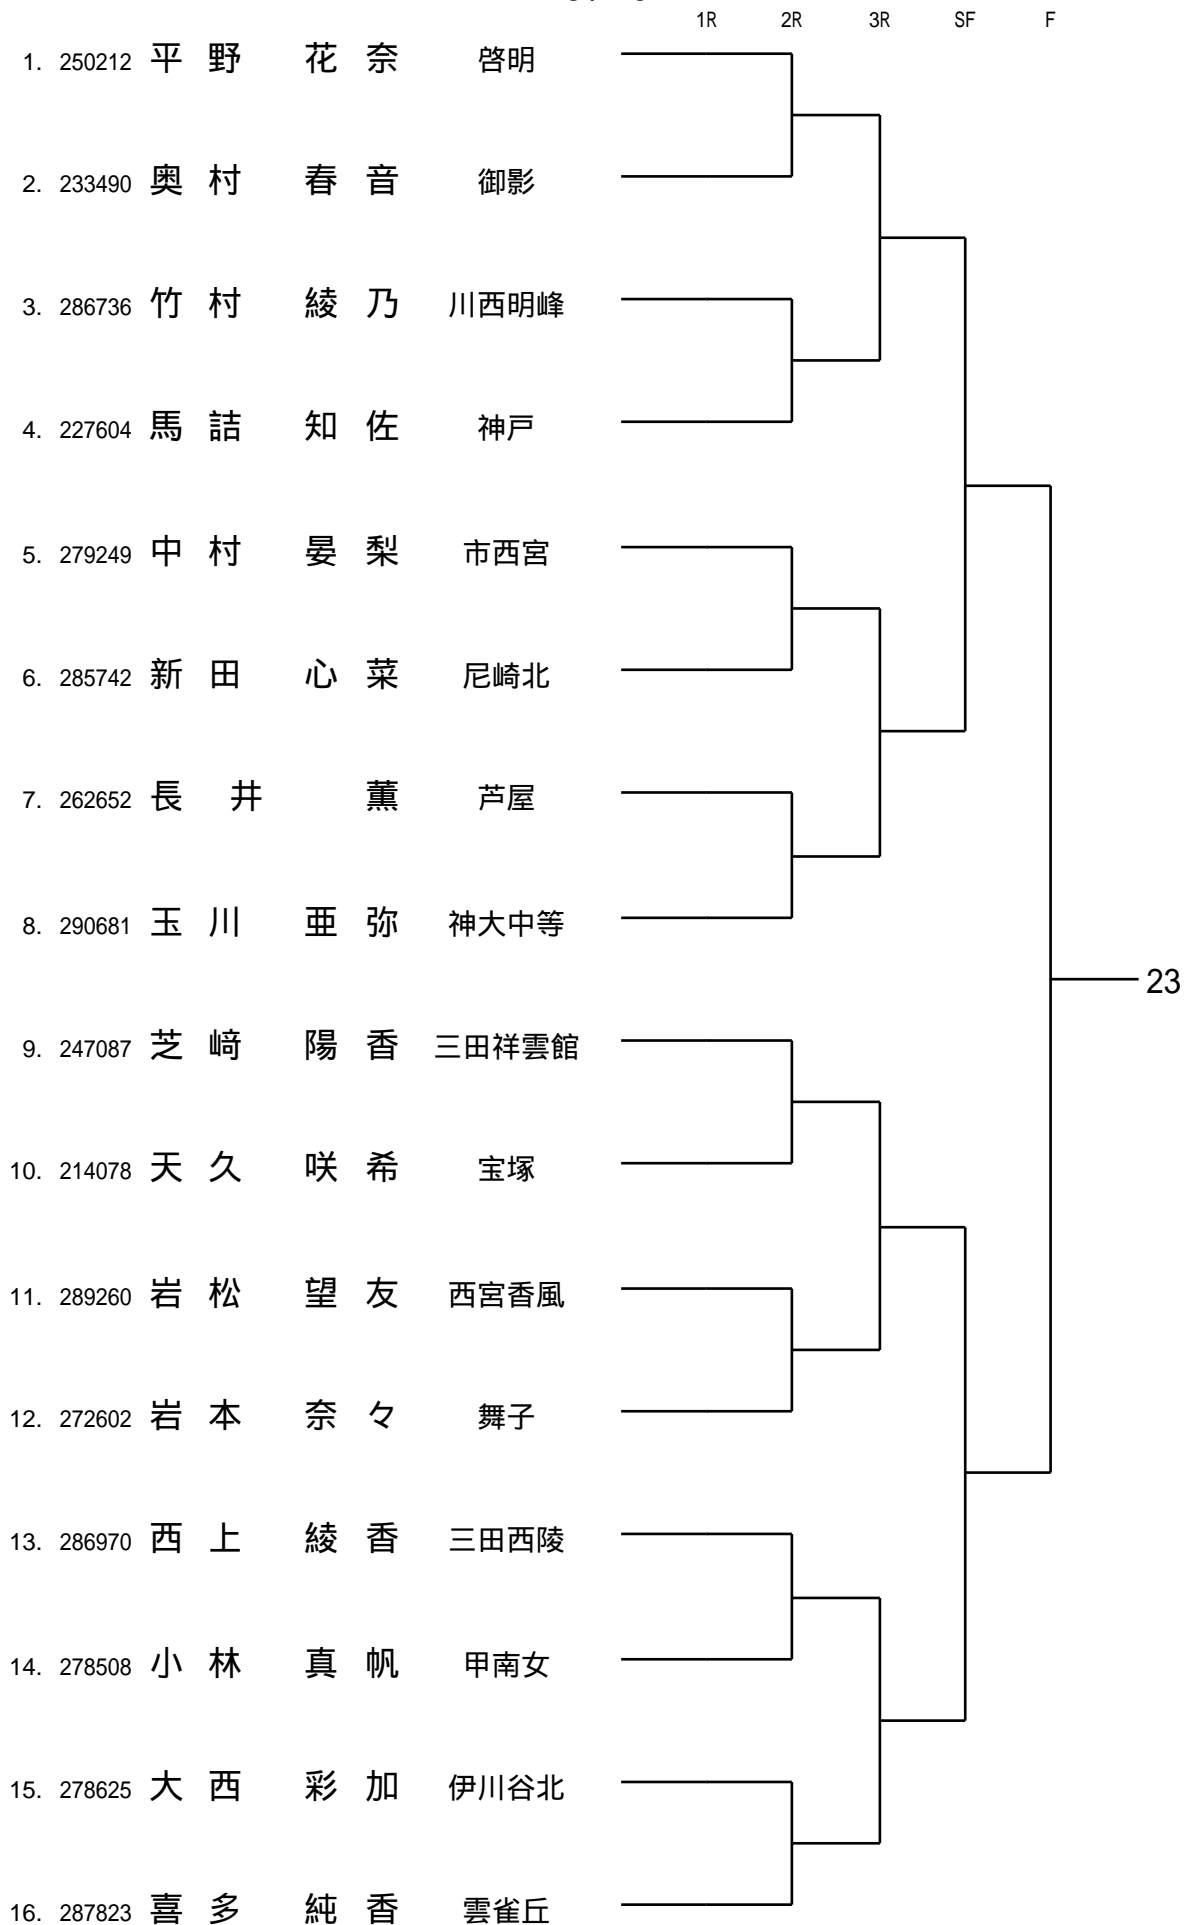 1R 2R 3R SF F
1. 250212 平野 花奈 啓明
2. 233490 奥村 春音 御影
3. 286736 竹村 綾乃 川西明峰
4. 227604 馬詰 知佐 神戸
5. 279249 中村 晏梨 市西宮
6. 285742 新田 心菜 尼崎北
7. 262652 長井 薫 芦屋
8. 290681 玉川 亜弥 神大中等
23
9. 247087 芝﨑 陽香 三田祥雲館
10. 214078 天久 咲希 宝塚
11. 289260 岩松 望友 西宮香風
12. 272602 岩本 奈々 舞子
13. 286970 西上 綾香 三田西陵
14. 278508 小林 真帆 甲南女
15. 278625 大西 彩加 伊川谷北
16. 287823 喜多 純香 雲雀丘